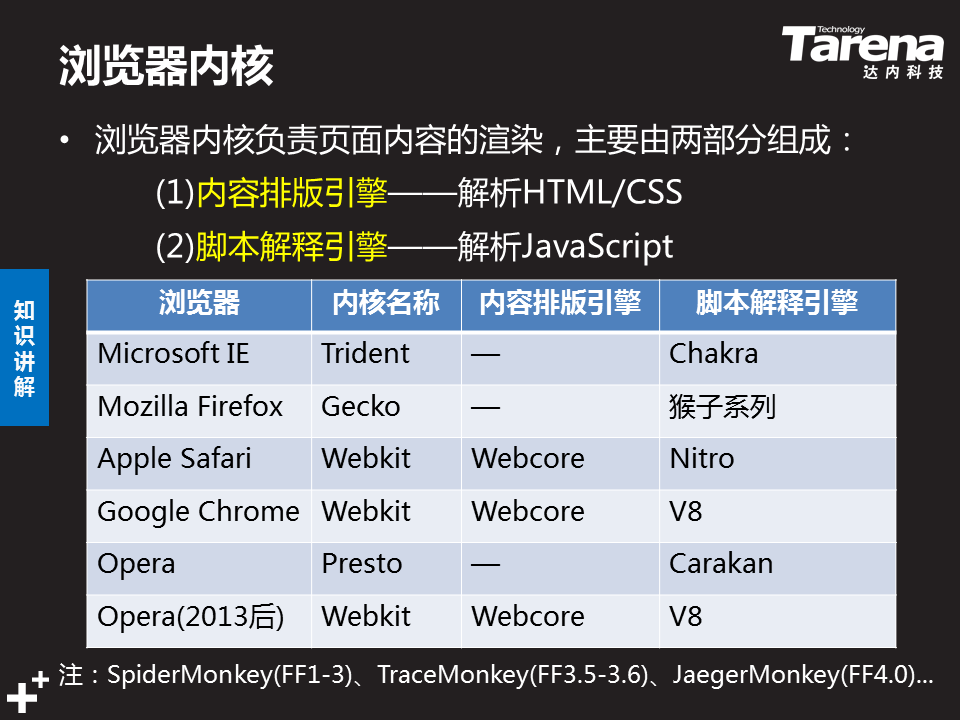 浏览器内核
Technology
Tarena
达内科技
• 浏览器内核负责页面内容的渲染，主要由两部分组成：
(1)内容排版引擎——解析HTML/CSS
(2)脚本解释引擎——解析JavaScript
知识讲解
浏览器 内核名称 内容排版引擎 脚本解释引擎
Microsoft IE Trident — Chakra
Mozilla Firefox Gecko — 猴子系列
Apple Safari Webkit Webcore Nitro
Google Chrome Webkit Webcore V8
Opera Presto — Carakan
Opera(2013后) Webkit Webcore V8
注：SpiderMonkey(FF1-3)、TraceMonkey(FF3.5-3.6)、JaegerMonkey(FF4.0)...